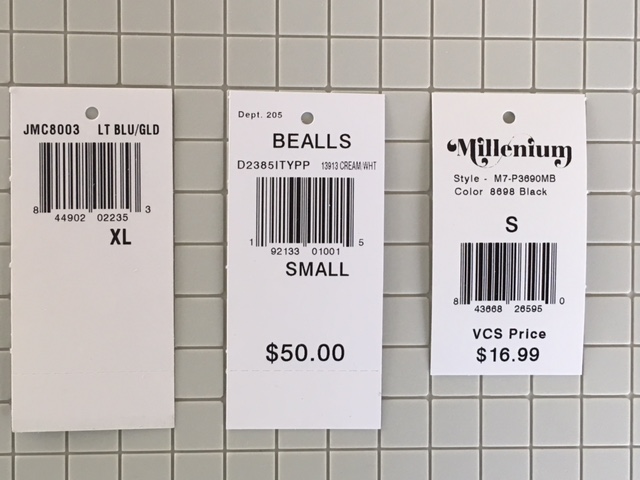 JMC8003 LT BLU/GLD
8 44902 02235 3
XL
Dept. 205
BEALLS
D2385ITYPP 13913 CREAM/WHT
1 92133 01001 5
SMALL
$50.00
Millenium
Style - M7-P3690MB
Color 8698 Black
S
8 43668 26595 0
VCS Price
$16.99